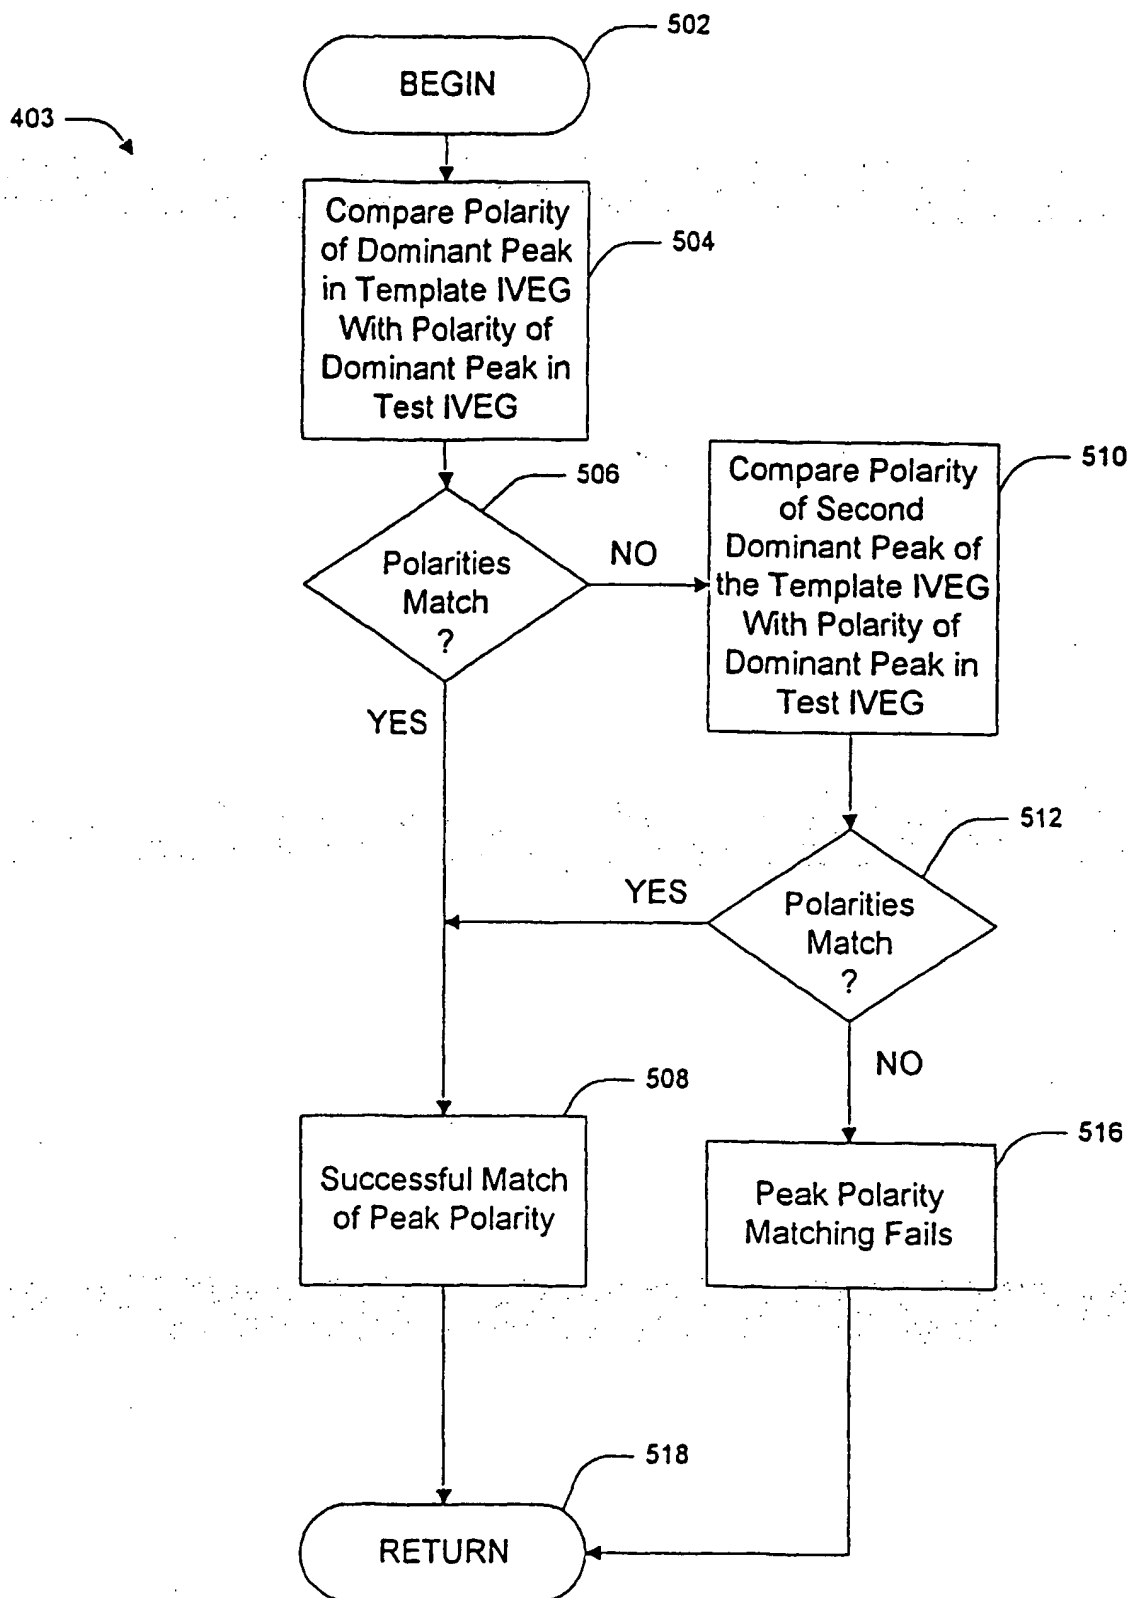 502
BEGIN
403
Compare Polarity
of Dominant Peak
in Template IVEG
With Polarity of
Dominant Peak in
Test IVEG
504
506
Polarities
Match
?
NO
YES
Compare Polarity
of Second
Dominant Peak of
the Template IVEG
With Polarity of
Dominant Peak in
Test IVEG
510
512
Polarities
Match
?
YES
NO
508
Successful Match
of Peak Polarity
516
Peak Polarity
Matching Fails
518
RETURN